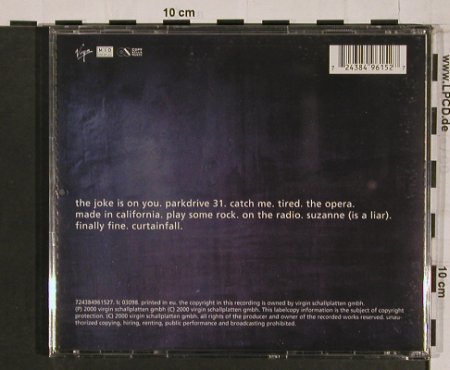 10 cm
Virgin
7 24384 96152 7
www.LPCD.de
the joke is on you. parkdrive 31. catch me. tired. the opera.
made in california. play some rock. on the radio. suzanne (is a liar).
finally fine. curtainfall.
10 cm
724384961527. lc 03098. printed in eu. the copyright in this recording is owned by virgin schallplatten gmbh.
(P) 2000 virgin schallplatten gmbh (C) 2000 virgin schallplatten gmbh. This labelcopy information is the subject of copyright
protection. (C) 2000 virgin schallplatten gmbh. all rights of the producer and owner of the recorded works reserved. unau-
thorized copying, hiring, renting, public performance and broadcasting prohibited.